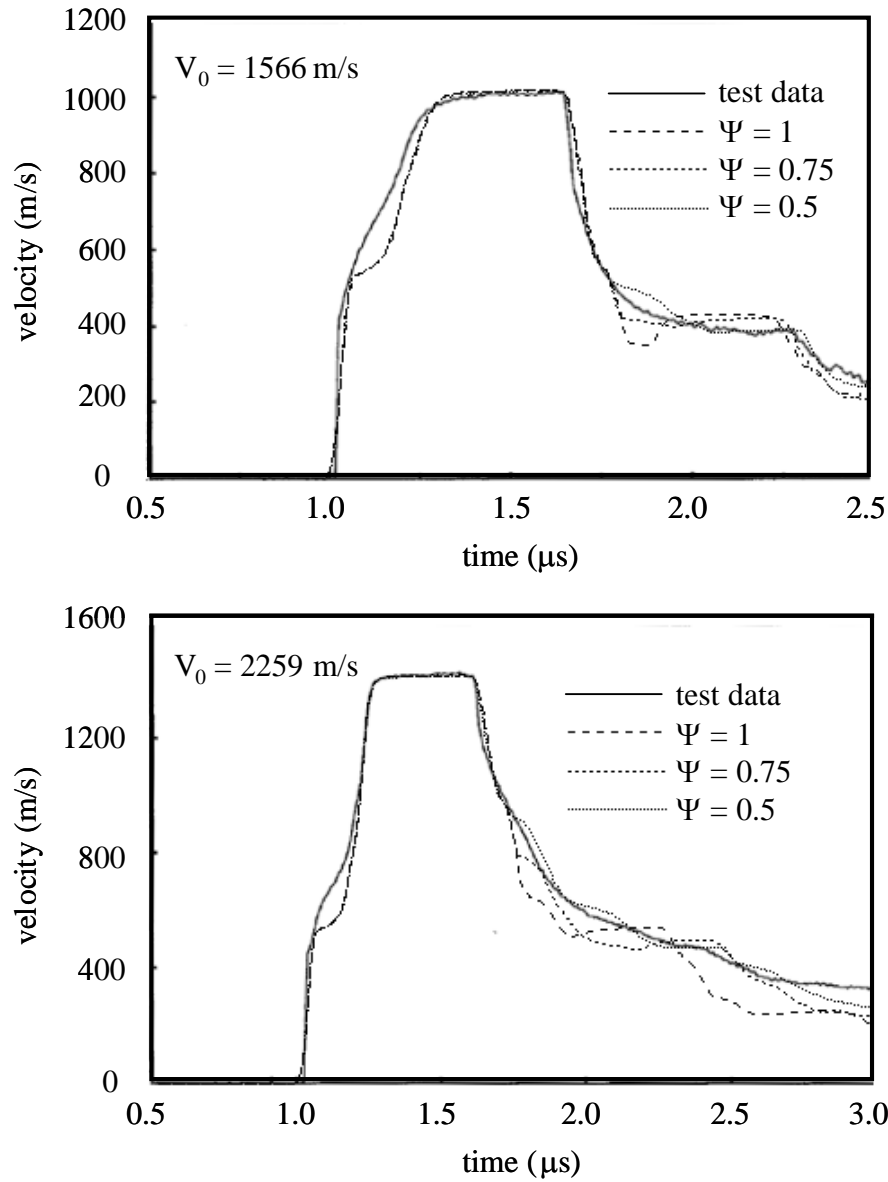 1200
1000
800
600
400
200
0
velocity (m/s)
V0 = 1566 m/s
test data
Ψ = 1
Ψ = 0.75
Ψ = 0.5
0.5 1.0 1.5 2.0 2.5
time (μs)
1600
1200
800
400
0
velocity (m/s)
V0 = 2259 m/s
test data
Ψ = 1
Ψ = 0.75
Ψ = 0.5
0.5 1.0 1.5 2.0 2.5 3.0
time (μs)